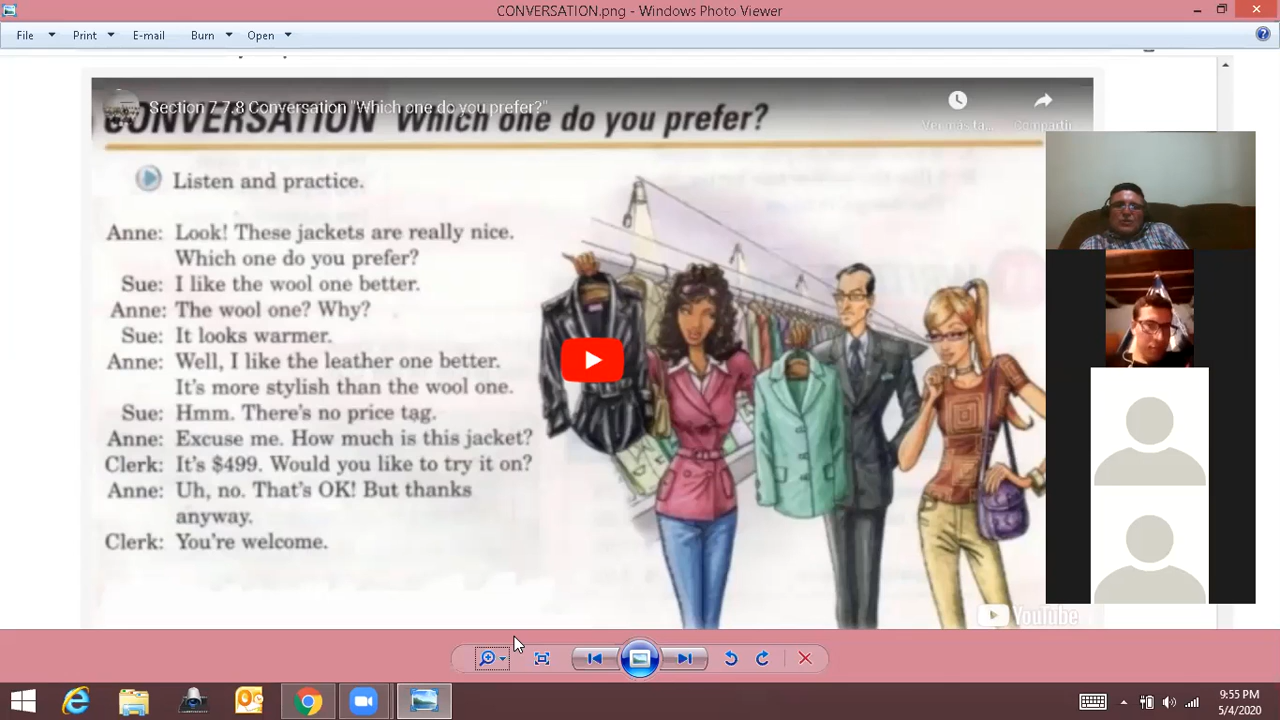 CONVERSATION.png - Windows Photo Viewer
File Print E-mail Burn Open
Section 7 7.8 Conversation "Which one do you prefer?"
CONVERSATION Which one do you prefer?
Ver más ta... Compartir
Listen and practice.
Anne: Look! These jackets are really nice.
Which one do you prefer?
Sue: I like the wool one better.
Anne: The wool one? Why?
Sue: It looks warmer.
Anne: Well, I like the leather one better.
It's more stylish than the wool one.
Sue: Hmm. There's no price tag.
Anne: Excuse me. How much is this jacket?
Clerk: It's $499. Would you like to try it on?
Anne: Uh, no. That's OK! But thanks
anyway.
Clerk: You're welcome.
YouTube
9:55 PM
5/4/2020